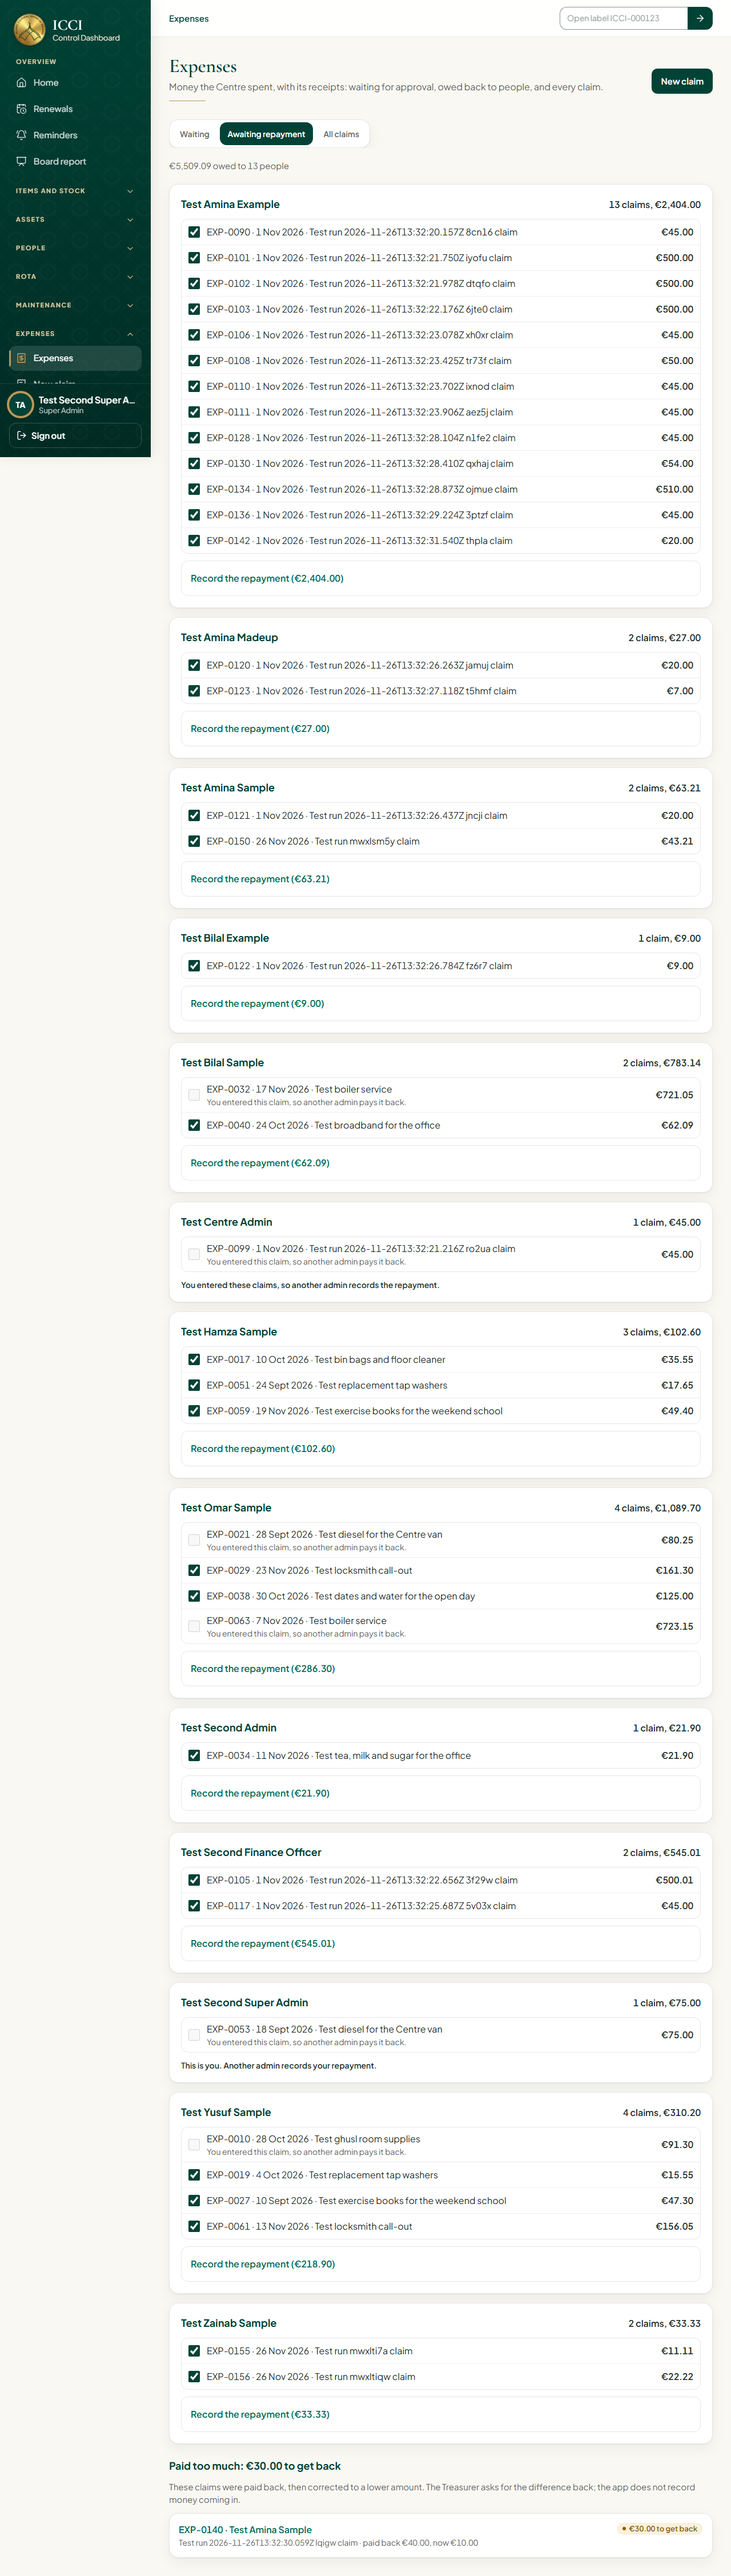 ICCI
Control Dashboard
OVERVIEW
Home
Renewals
Reminders
Board report
ITEMS AND STOCK
ASSETS
PEOPLE
ROTA
MAINTENANCE
EXPENSES
Expenses
TA
Test Second Super A...
Super Admin
Sign out
Expenses
Open label ICCI-000123
Expenses
Money the Centre spent, with its receipts: waiting for approval, owed back to people, and every claim.
New claim
Waiting
Awaiting repayment
All claims
€5,509.09 owed to 13 people
Test Amina Example 13 claims, €2,404.00
EXP-0090 · 1 Nov 2026 · Test run 2026-11-26T13:32:20.157Z 8cn16 claim €45.00
EXP-0101 · 1 Nov 2026 · Test run 2026-11-26T13:32:21.750Z iyofu claim €500.00
EXP-0102 · 1 Nov 2026 · Test run 2026-11-26T13:32:21.978Z dtqfo claim €500.00
EXP-0103 · 1 Nov 2026 · Test run 2026-11-26T13:32:22.176Z 6jte0 claim €500.00
EXP-0106 · 1 Nov 2026 · Test run 2026-11-26T13:32:23.078Z xh0xr claim €45.00
EXP-0108 · 1 Nov 2026 · Test run 2026-11-26T13:32:23.425Z tr73f claim €50.00
EXP-0110 · 1 Nov 2026 · Test run 2026-11-26T13:32:23.702Z ixnod claim €45.00
EXP-0111 · 1 Nov 2026 · Test run 2026-11-26T13:32:23.906Z aez5j claim €45.00
EXP-0128 · 1 Nov 2026 · Test run 2026-11-26T13:32:28.104Z n1fe2 claim €45.00
EXP-0130 · 1 Nov 2026 · Test run 2026-11-26T13:32:28.410Z qxhaj claim €54.00
EXP-0134 · 1 Nov 2026 · Test run 2026-11-26T13:32:28.873Z ojmue claim €510.00
EXP-0136 · 1 Nov 2026 · Test run 2026-11-26T13:32:29.224Z 3ptzf claim €45.00
EXP-0142 · 1 Nov 2026 · Test run 2026-11-26T13:32:31.540Z thpla claim €20.00
Record the repayment (€2,404.00)
Test Amina Madeup 2 claims, €27.00
EXP-0120 · 1 Nov 2026 · Test run 2026-11-26T13:32:26.263Z jamuj claim €20.00
EXP-0123 · 1 Nov 2026 · Test run 2026-11-26T13:32:27.118Z t5hmf claim €7.00
Record the repayment (€27.00)
Test Amina Sample 2 claims, €63.21
EXP-0121 · 1 Nov 2026 · Test run 2026-11-26T13:32:26.437Z jncji claim €20.00
EXP-0150 · 26 Nov 2026 · Test run mwxlsm5y claim €43.21
Record the repayment (€63.21)
Test Bilal Example 1 claim, €9.00
EXP-0122 · 1 Nov 2026 · Test run 2026-11-26T13:32:26.784Z fz6r7 claim €9.00
Record the repayment (€9.00)
Test Bilal Sample 2 claims, €783.14
EXP-0032 · 17 Nov 2026 · Test boiler service €721.05
You entered this claim, so another admin pays it back.
EXP-0040 · 24 Oct 2026 · Test broadband for the office €62.09
Record the repayment (€62.09)
Test Centre Admin 1 claim, €45.00
EXP-0099 · 1 Nov 2026 · Test run 2026-11-26T13:32:21.216Z ro2ua claim €45.00
You entered this claim, so another admin pays it back.
You entered these claims, so another admin records the repayment.
Test Hamza Sample 3 claims, €102.60
EXP-0017 · 10 Oct 2026 · Test bin bags and floor cleaner €35.55
EXP-0051 · 24 Sept 2026 · Test replacement tap washers €17.65
EXP-0059 · 19 Nov 2026 · Test exercise books for the weekend school €49.40
Record the repayment (€102.60)
Test Omar Sample 4 claims, €1,089.70
EXP-0021 · 28 Sept 2026 · Test diesel for the Centre van €80.25
You entered this claim, so another admin pays it back.
EXP-0029 · 23 Nov 2026 · Test locksmith call-out €161.30
EXP-0038 · 30 Oct 2026 · Test dates and water for the open day €125.00
EXP-0063 · 7 Nov 2026 · Test boiler service €723.15
You entered this claim, so another admin pays it back.
Record the repayment (€286.30)
Test Second Admin 1 claim, €21.90
EXP-0034 · 11 Nov 2026 · Test tea, milk and sugar for the office €21.90
Record the repayment (€21.90)
Test Second Finance Officer 2 claims, €545.01
EXP-0105 · 1 Nov 2026 · Test run 2026-11-26T13:32:22.656Z 3f29w claim €500.01
EXP-0117 · 1 Nov 2026 · Test run 2026-11-26T13:32:25.687Z 5v03x claim €45.00
Record the repayment (€545.01)
Test Second Super Admin 1 claim, €75.00
EXP-0053 · 18 Sept 2026 · Test diesel for the Centre van €75.00
You entered this claim, so another admin pays it back.
This is you. Another admin records your repayment.
Test Yusuf Sample 4 claims, €310.20
EXP-0010 · 28 Oct 2026 · Test ghusl room supplies €91.30
You entered this claim, so another admin pays it back.
EXP-0019 · 4 Oct 2026 · Test replacement tap washers €15.55
EXP-0027 · 10 Sept 2026 · Test exercise books for the weekend school €47.30
EXP-0061 · 13 Nov 2026 · Test locksmith call-out €156.05
Record the repayment (€218.90)
Test Zainab Sample 2 claims, €33.33
EXP-0155 · 26 Nov 2026 · Test run mwxlti7a claim €11.11
EXP-0156 · 26 Nov 2026 · Test run mwxltiqw claim €22.22
Record the repayment (€33.33)
Paid too much: €30.00 to get back
These claims were paid back, then corrected to a lower amount. The Treasurer asks for the difference back; the app does not record
money coming in.
EXP-0140 · Test Amina Sample €30.00 to get back
Test run 2026-11-26T13:32:30.059Z lqigw claim · paid back €40.00, now €10.00